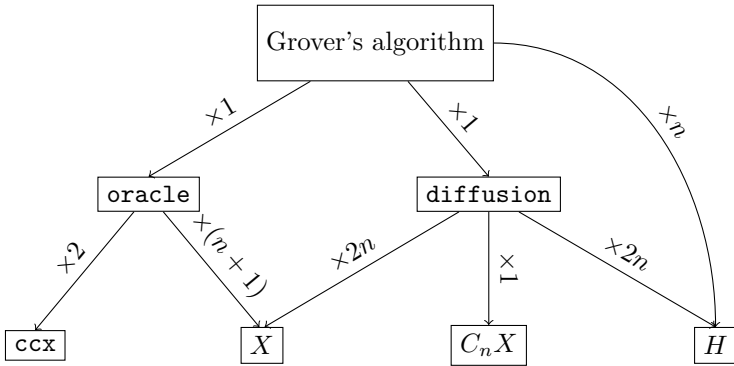 Grover's algorithm
×1
×1
×n
oracle
diffusion
×2
×(n + 1)
×2n
×1
×2n
ccx
X
CₙX
H